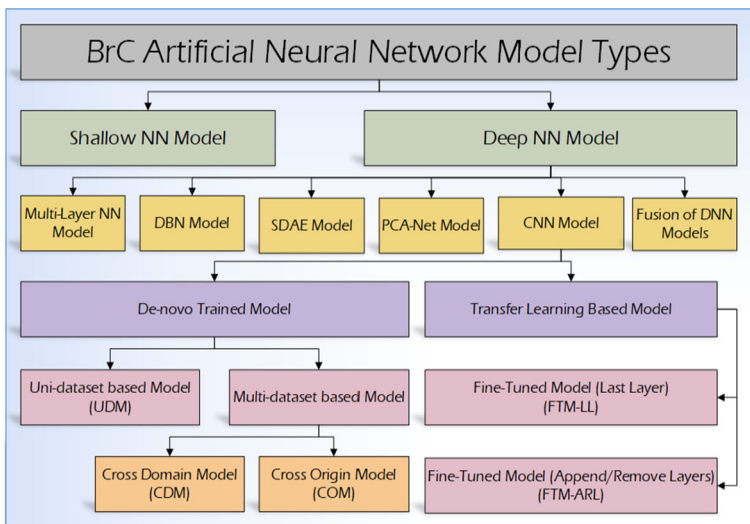 BrC Artificial Neural Network Model Types
Shallow NN Model
Deep NN Model
Multi-Layer NN
Model
DBN Model
SDAE Model
PCA-Net Model
CNN Model
Fusion of DNN
Models
De-novo Trained Model
Transfer Learning Based Model
Uni-dataset based Model
(UDM)
Multi-dataset based Model
Fine-Tuned Model (Last Layer)
(FTM-LL)
Cross Domain Model
(CDM)
Cross Origin Model
(COM)
Fine-Tuned Model (Append/Remove Layers)
(FTM-ARL)